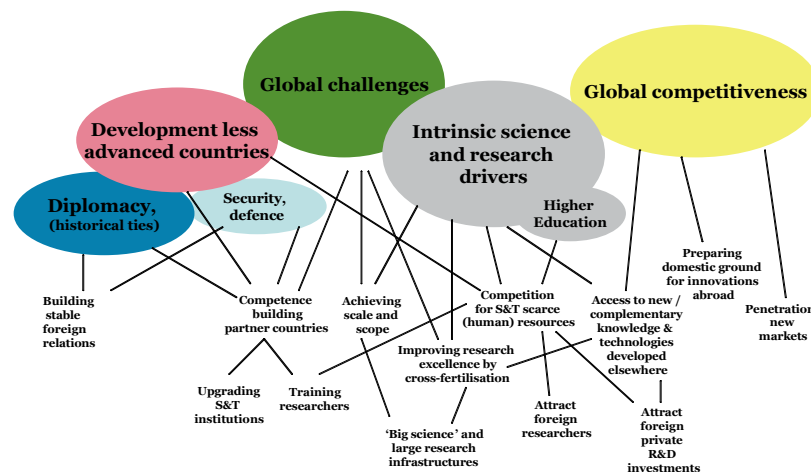 Global challenges
Global competitiveness
Development less
advanced countries
Intrinsic science
and research
drivers
Diplomacy,
(historical ties)
Security,
defence
Higher
Education
Building
stable
foreign
relations
Competence
building
partner countries
Achieving
scale and
scope
Competition
for S&T scarce
(human) resources
Access to new /
complementary
knowledge &
technologies
developed
elsewhere
Preparing
domestic ground
for innovations
abroad
Penetration
new
markets
Improving research
excellence by
cross-fertilisation
Upgrading
S&T
institutions
Training
researchers
'Big science' and
large research
infrastructures
Attract
foreign
researchers
Attract
foreign
private
R&D
investments